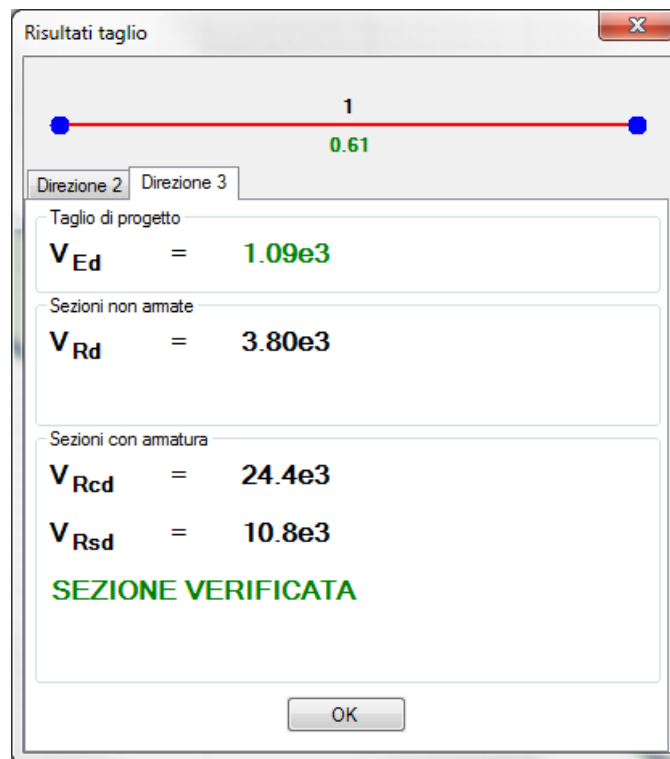 Risultati taglio
1
0.61
Direzione 2 Direzione 3
Taglio di progetto
VEd = 1.09e3
Sezioni non armate
VRd = 3.80e3
Sezioni con armatura
VRcd = 24.4e3
VRsd = 10.8e3
SEZIONE VERIFICATA
OK